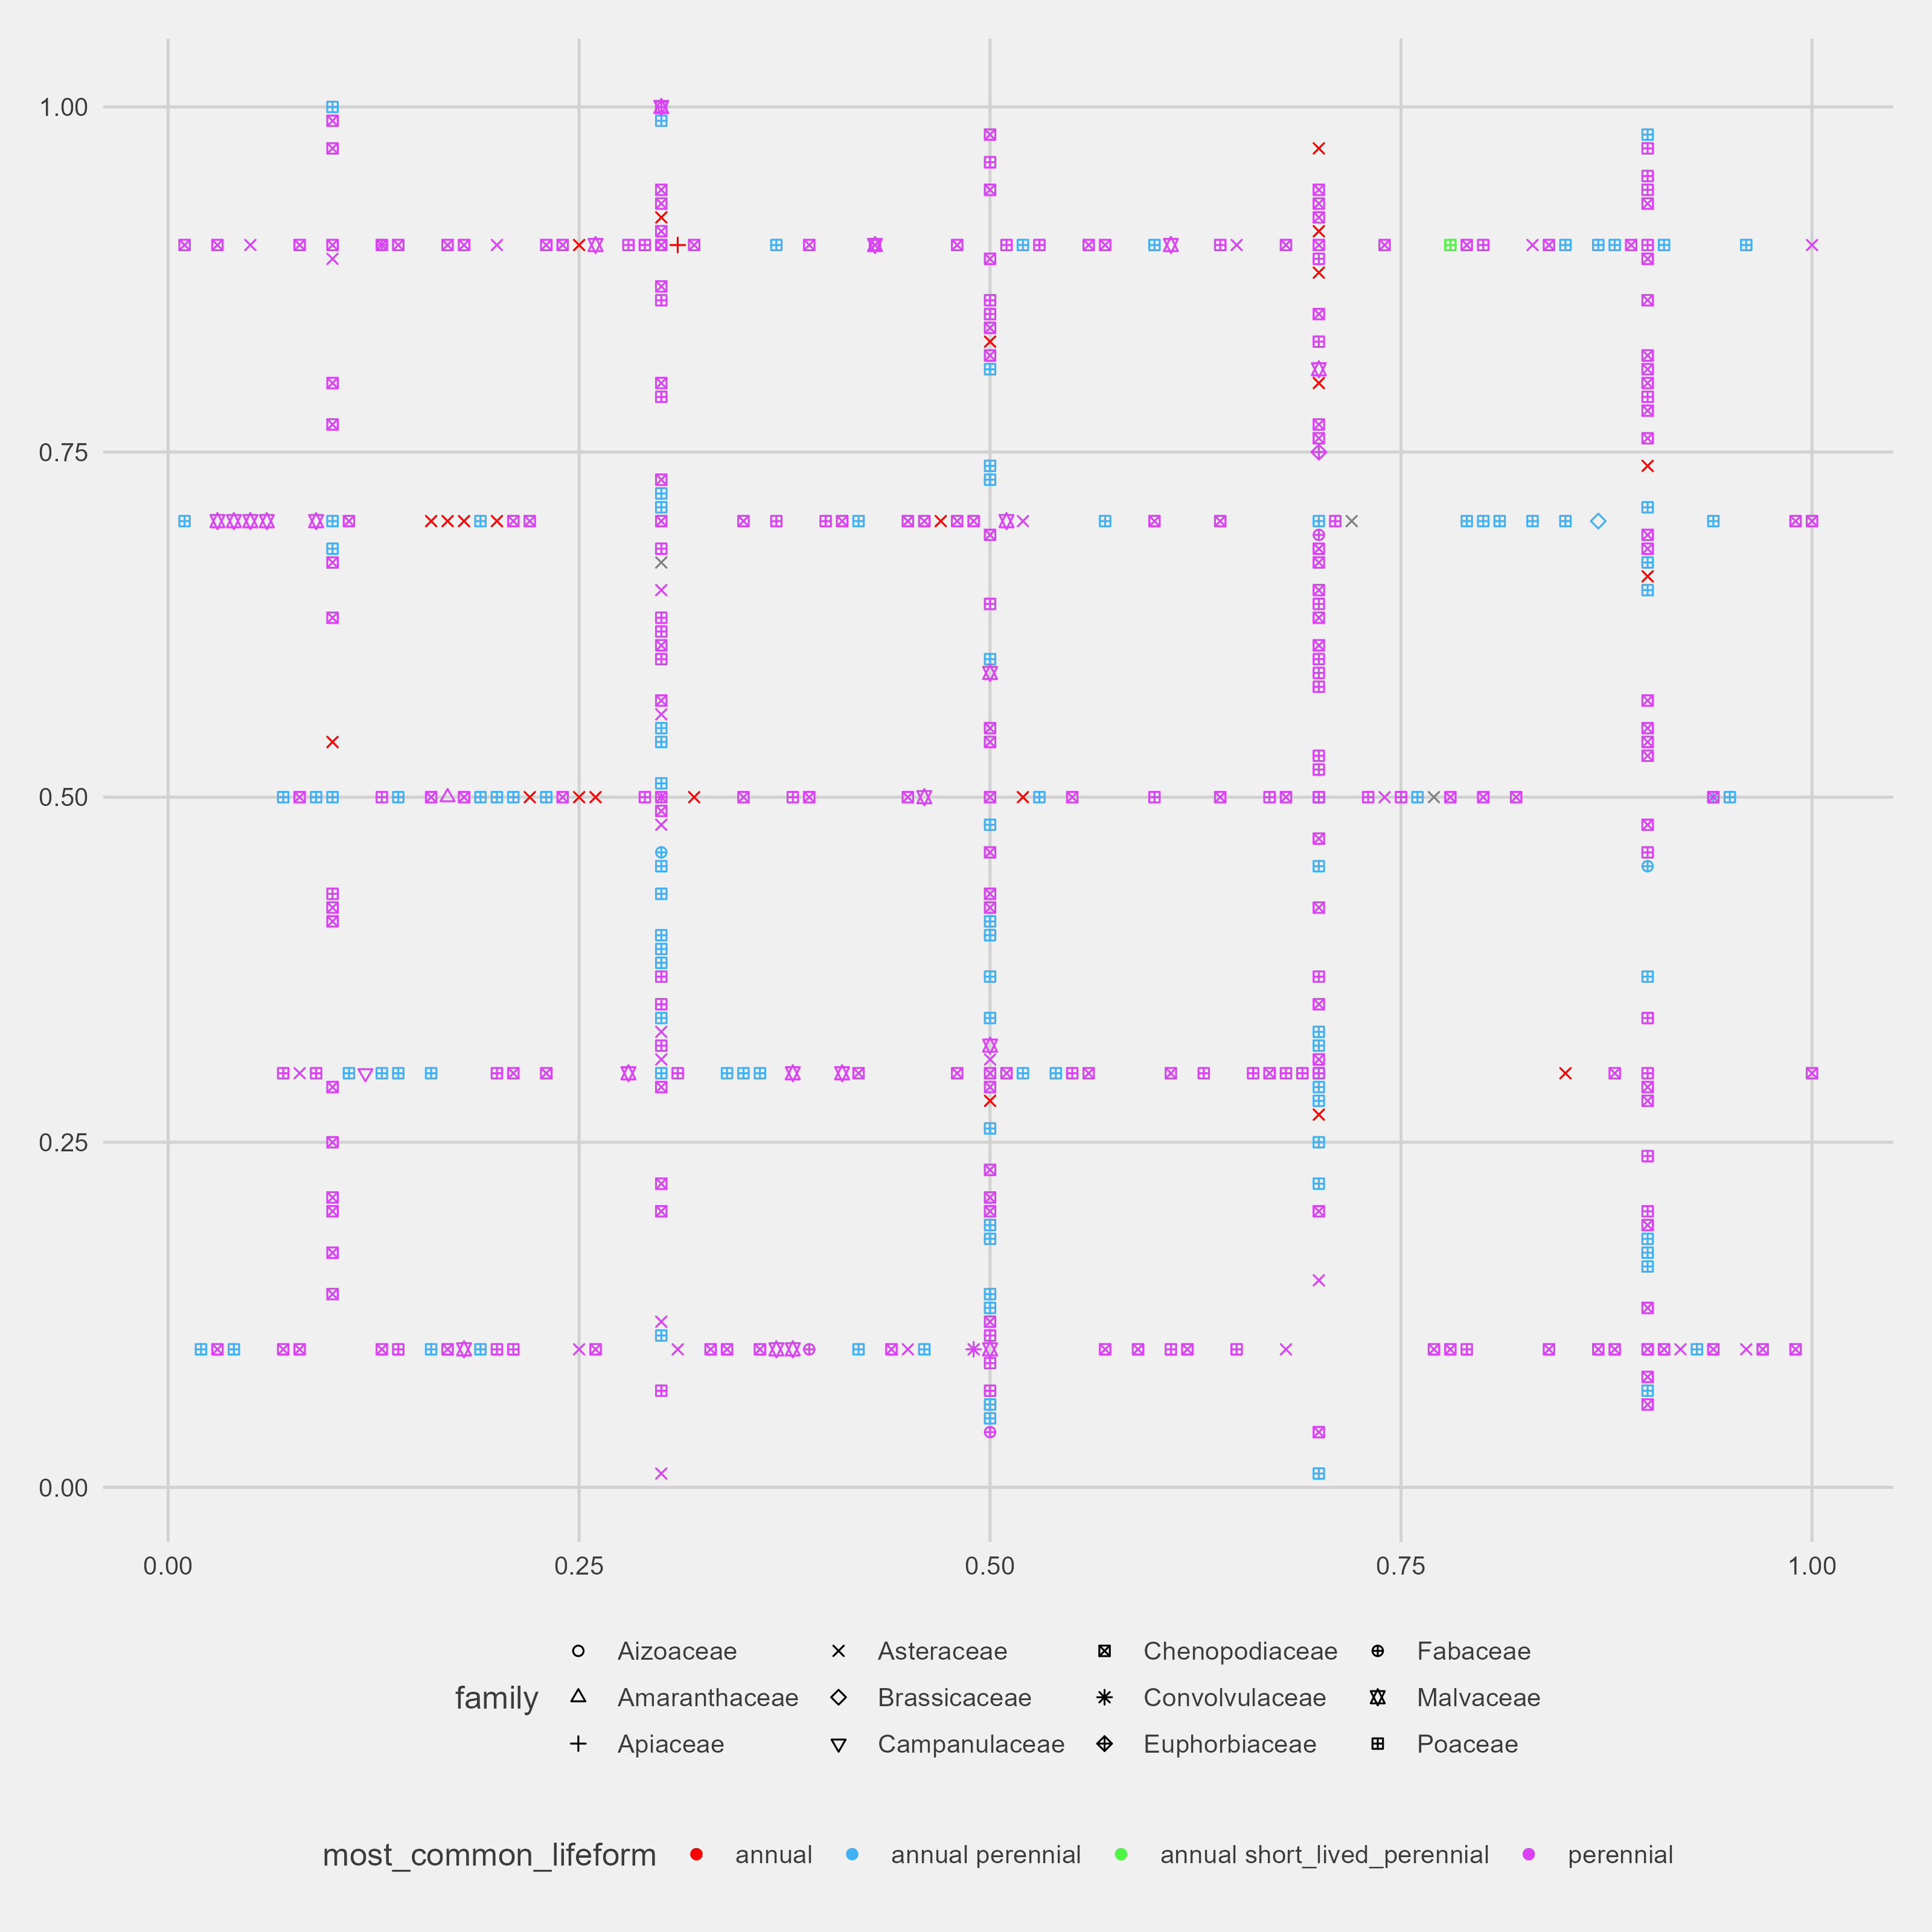 1.00
0.75
0.50
0.25
0.00
0.00 0.25 0.50 0.75 1.00
family
Aizoaceae Asteraceae Chenopodiaceae Fabaceae
Amaranthaceae Brassicaceae Convolvulaceae Malvaceae
Apiaceae Campanulaceae Euphorbiaceae Poaceae
most_common_lifeform annual annual perennial annual short_lived_perennial perennial